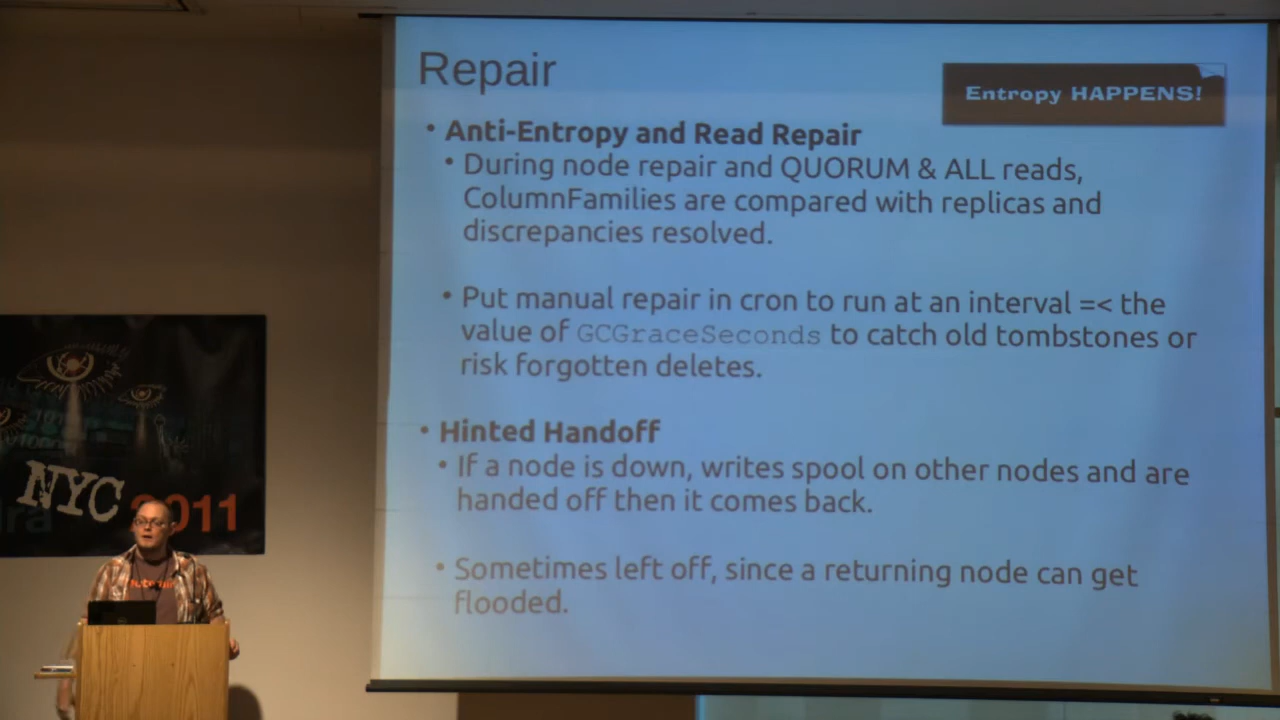 Repair
Entropy HAPPENS!
• Anti-Entropy and Read Repair
• During node repair and QUORUM & ALL reads,
ColumnFamilies are compared with replicas and
discrepancies resolved.
• Put manual repair in cron to run at an interval =< the
value of GCGraceSeconds to catch old tombstones or
risk forgotten deletes.
• Hinted Handoff
• If a node is down, writes spool on other nodes and are
handed off then it comes back.
• Sometimes left off, since a returning node can get
flooded.
NYC
2011